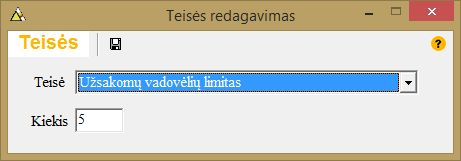 Teisės redagavimas
Teisės
?
Teisė Užsakomų vadovėlių limitas
Kiekis 5